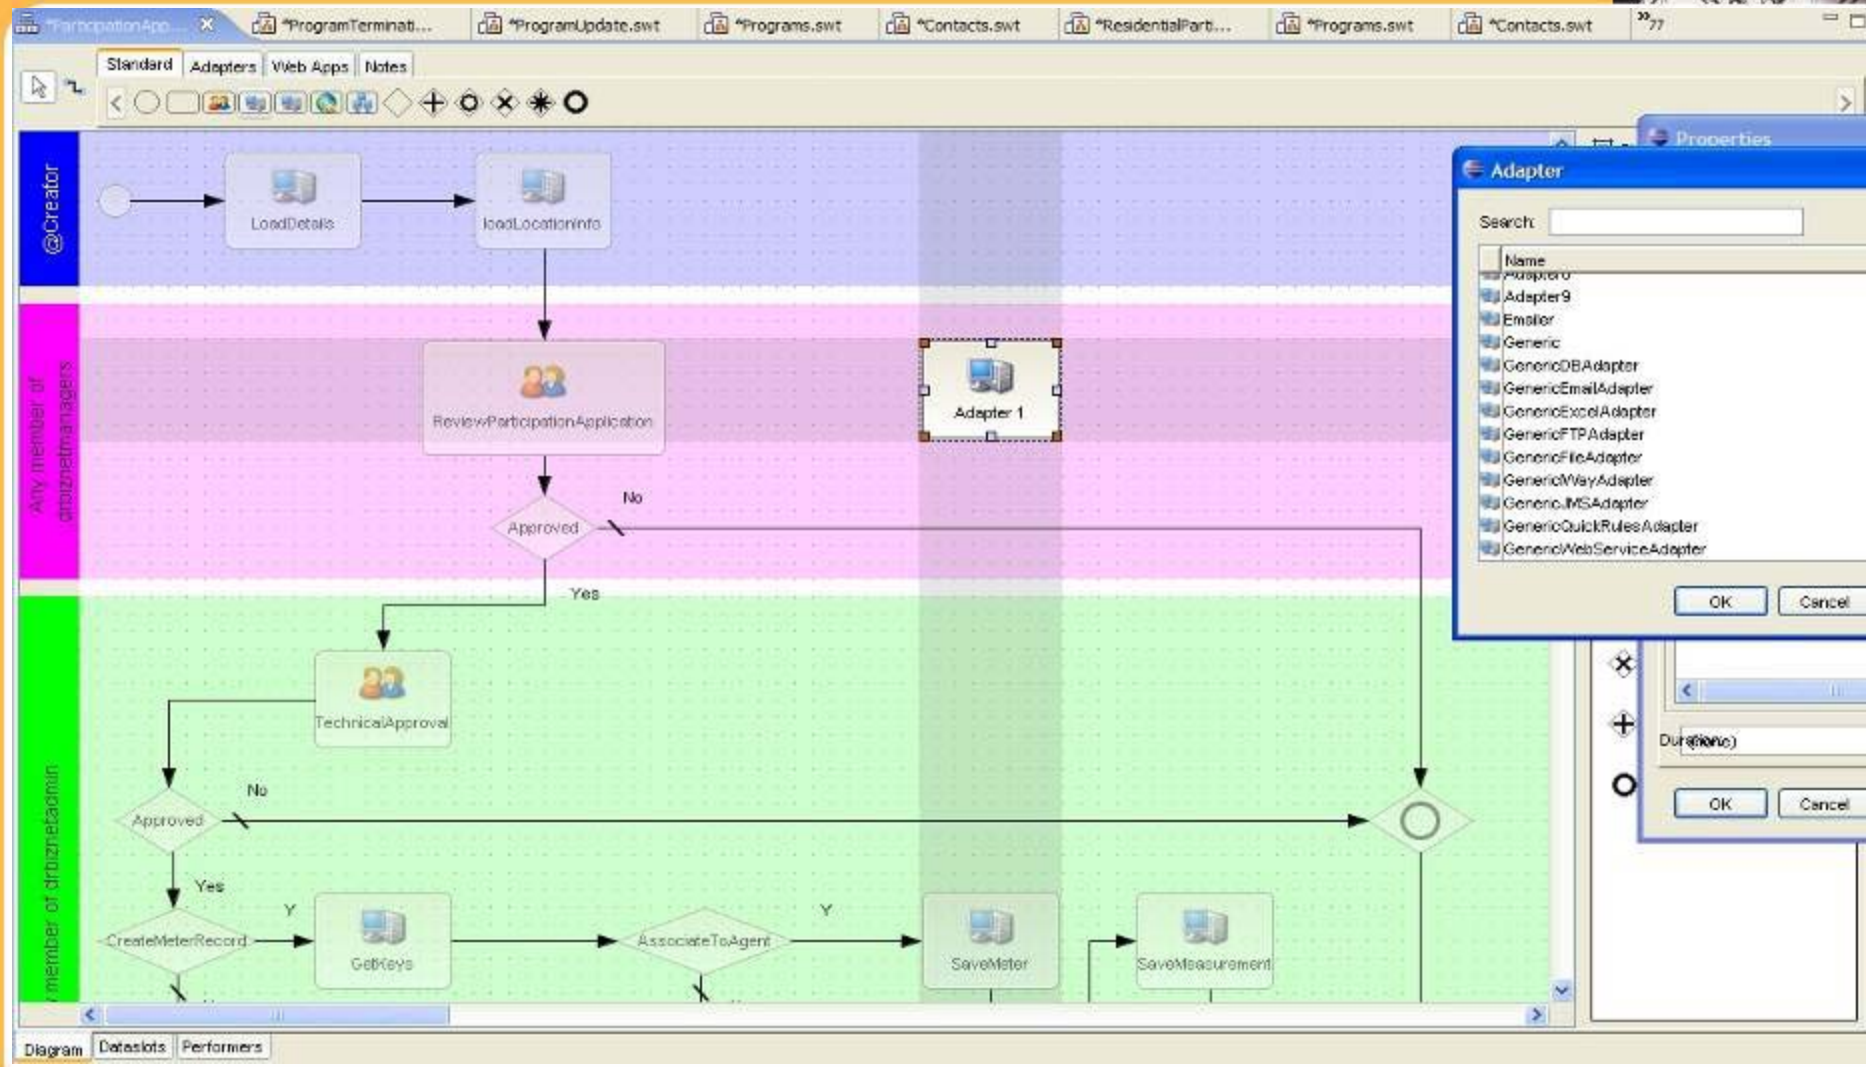 *ParticipationApp...
*ProgramTerminati...
*ProgramUpdate.swt
*Programs.swt
*Contacts.swt
*ResidentialParti...
*Programs.swt
*Contacts.swt
»77
Standard
Adapters
Web Apps
Notes
@Creator
LoadDetails
loadLocationInfo
Any member of
drbiznetmanagers
ReviewParticipationApplication
Adapter 1
Approved
No
Yes
TechnicalApproval
member of drbiznetadmin
Approved
No
Yes
CreateMeterRecord
Y
GetKeys
AssociateToAgent
Y
SaveMeter
SaveMeasurement
Properties
Adapter
Search:
Name
Adapter9
Emailer
Generic
GenericDBAdapter
GenericEmailAdapter
GenericExcelAdapter
GenericFTPAdapter
GenericFileAdapter
GenericIWayAdapter
GenericJMSAdapter
GenericQuickRulesAdapter
GenericWebServiceAdapter
OK
Cancel
OK
Cancel
Diagram
Dataslots
Performers